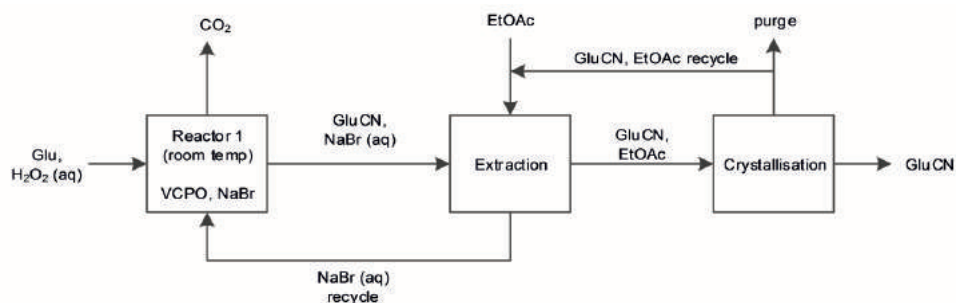 CO₂
EtOAc
purge
GluCN, EtOAc recycle
Glu,
H₂O₂ (aq)
Reactor 1
(room temp)
VCPO, NaBr
GluCN,
NaBr (aq)
Extraction
GluCN,
EtOAc
Crystallisation
GluCN
NaBr (aq)
recycle